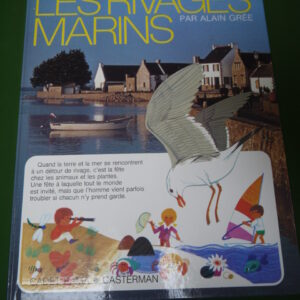 LES RIVAGES
MARINS
PAR ALAIN GRÉE
Quand la terre et la mer se rencontrent
à un détour de rivage, c'est la fête
chez les animaux et les plantes.
Une fête à laquelle tout le monde
est invité, mais que l'homme vient parfois
troubler si chacun n'y prend garde.
CASTERMAN